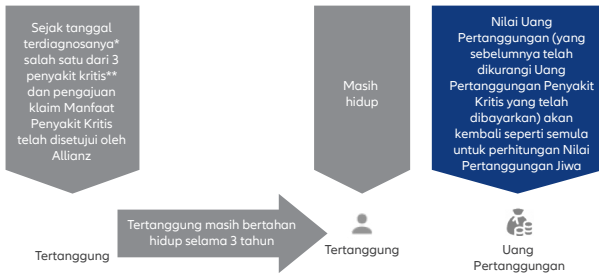 Sejak tanggal
terdiagnosanya*
salah satu dari 3
penyakit kritis**
dan pengajuan
klaim Manfaat
Penyakit Kritis
telah disetujui oleh
Allianz
Masih
hidup
Nilai Uang
Pertanggungan (yang
sebelumnya telah
dikurangi Uang
Pertanggungan Penyakit
Kritis yang telah
dibayarkan) akan
kembali seperti semula
untuk perhitungan Nilai
Pertanggungan Jiwa
Tertanggung
Tertanggung masih bertahan
hidup selama 3 tahun
Tertanggung
Uang
Pertanggungan